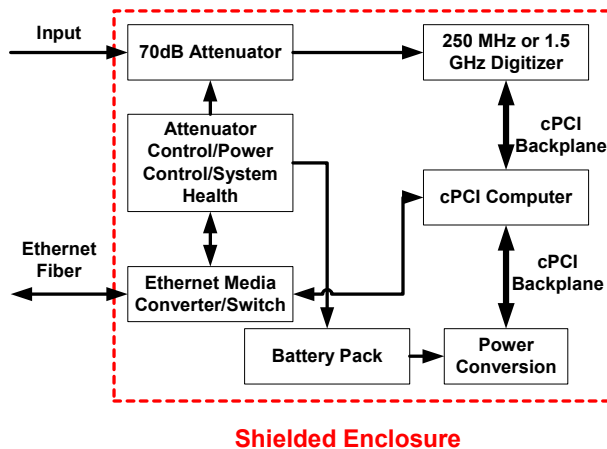 Input
70dB Attenuator
250 MHz or 1.5
GHz Digitizer
Attenuator
Control/Power
Control/System
Health
cPCI
Backplane
cPCI Computer
Ethernet
Fiber
Ethernet Media
Converter/Switch
cPCI
Backplane
Battery Pack
Power
Conversion
Shielded Enclosure